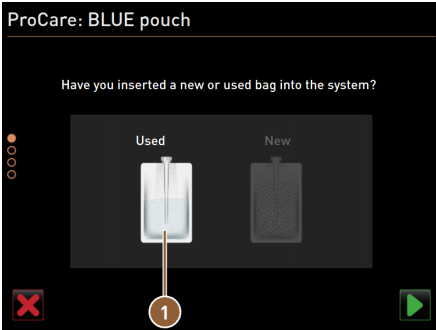 ProCare: BLUE pouch
Have you inserted a new or used bag into the system?
Used New
1